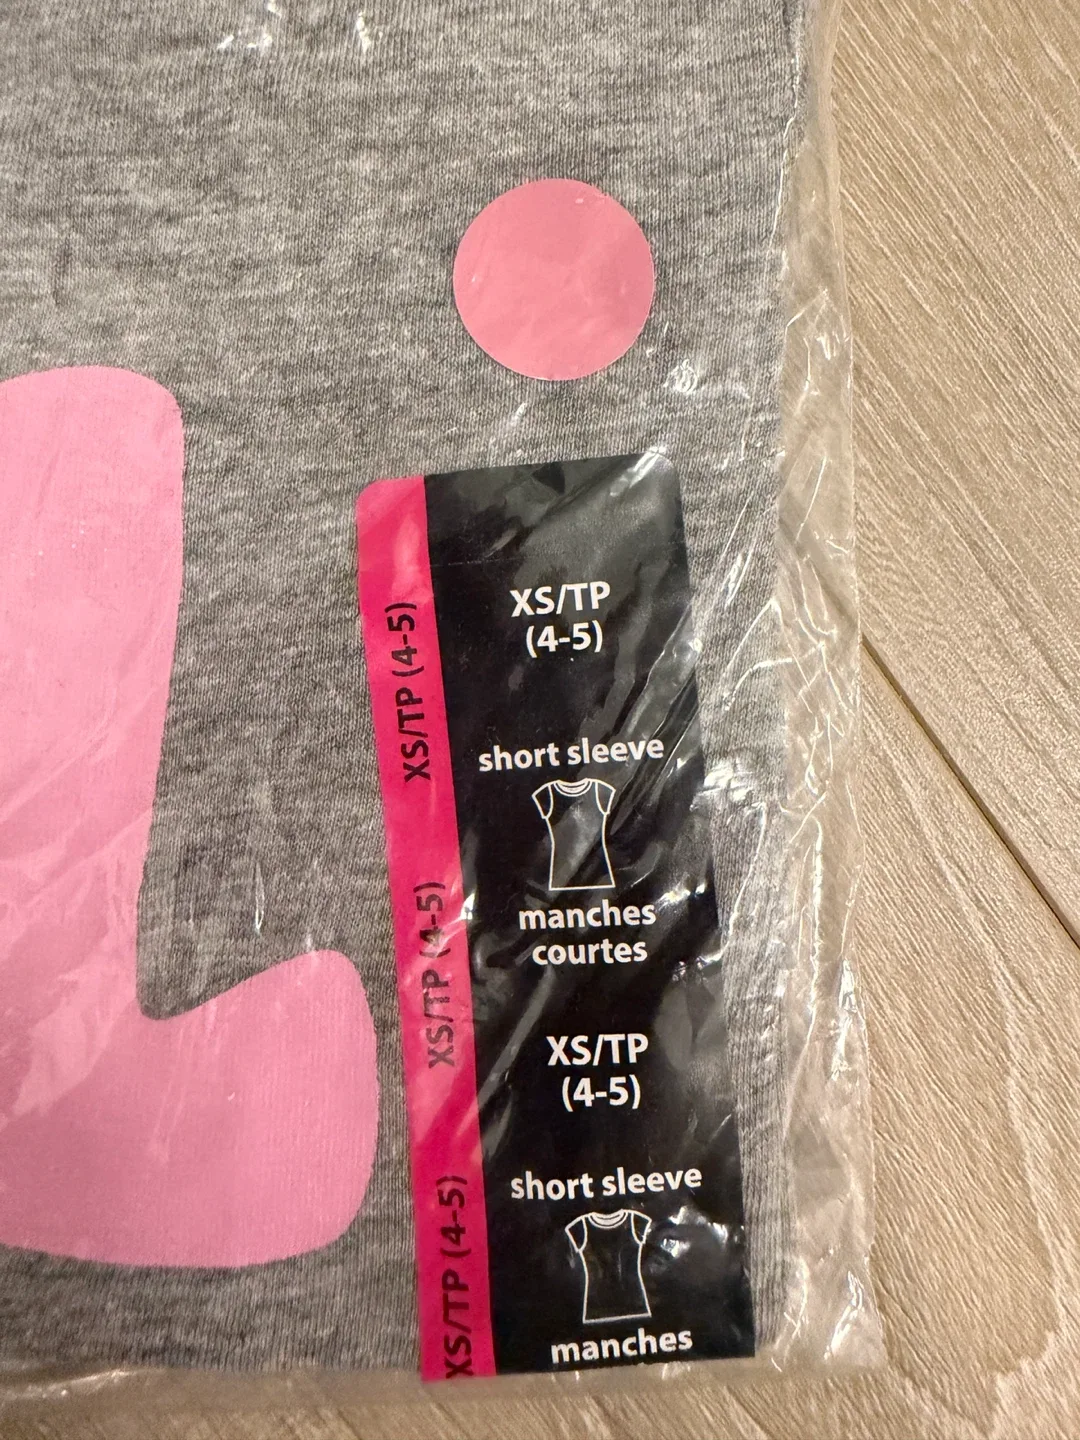 XS/TP
(4-5)
short sleeve
manches
courtes
XS/TP
(4-5)
short sleeve
manches
XS/TP (4-5)
XS/TP (4-5)
XS/TP (4-5)